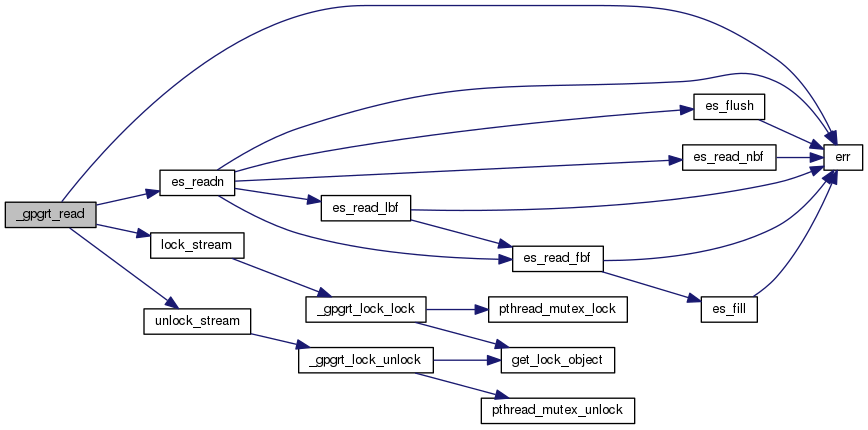 _gpgrt_read
es_readn
lock_stream
unlock_stream
es_read_lbf
_gpgrt_lock_lock
_gpgrt_lock_unlock
es_flush
es_read_nbf
es_read_fbf
es_fill
pthread_mutex_lock
get_lock_object
pthread_mutex_unlock
err